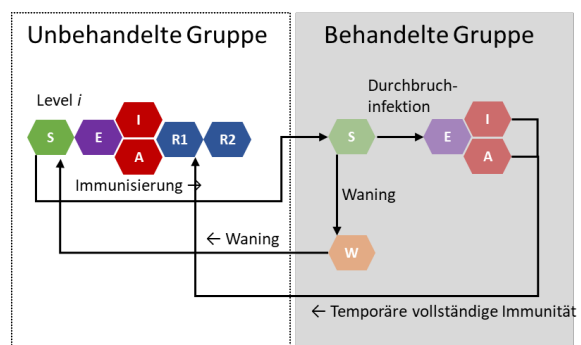 Unbehandelte Gruppe
Behandelte Gruppe
Level i
Durchbruch-
infektion
I
I
S
E
R1
R2
S
E
A
A
Immunisierung →
Waning
← Waning
W
← Temporäre vollständige Immunität